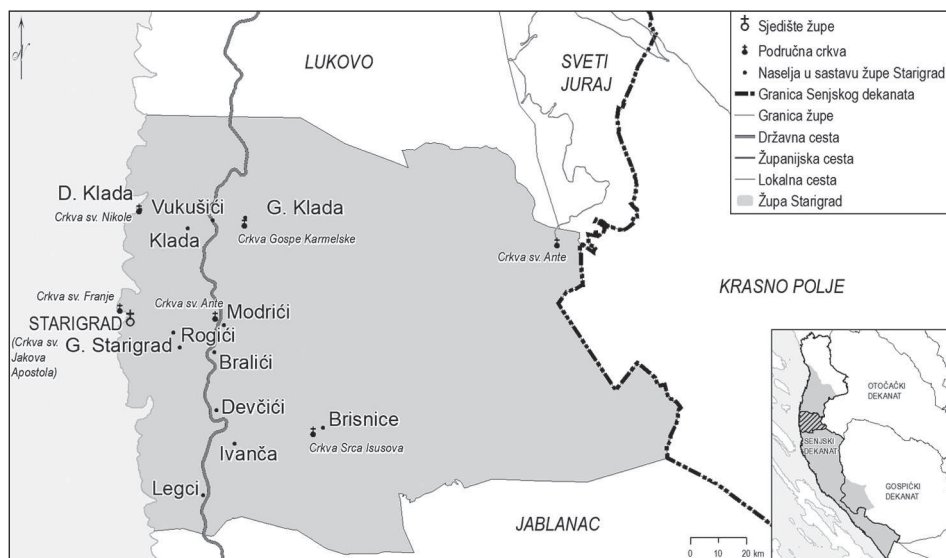 N
LUKOVO
SVETI
JURAJ
Sjedište župe
Područna crkva
Naselja u sastavu župe Starigrad
Granica Senjskog dekanata
Granica župe
Državna cesta
Županijska cesta
Lokalna cesta
Župa Starigrad
D. Klada
Crkva sv. Nikole
Vukušići
Klada
G. Klada
Crkva Gospe Karmelske
Crkva sv. Ante
KRASNO POLJE
Crkva sv. Franje
STARIGRAD
(Crkva sv.
Jakova
Apostola)
Crkva sv. Ante
Modrići
Rogići
G. Starigrad
Bralići
Devčići
Brisnice
Crkva Srca Isusova
Ivanča
Legci
JABLANAC
0 10 20 km
OTOČAČKI
DEKANAT
SENJSKI
DEKANAT
GOSPIĆKI
DEKANAT